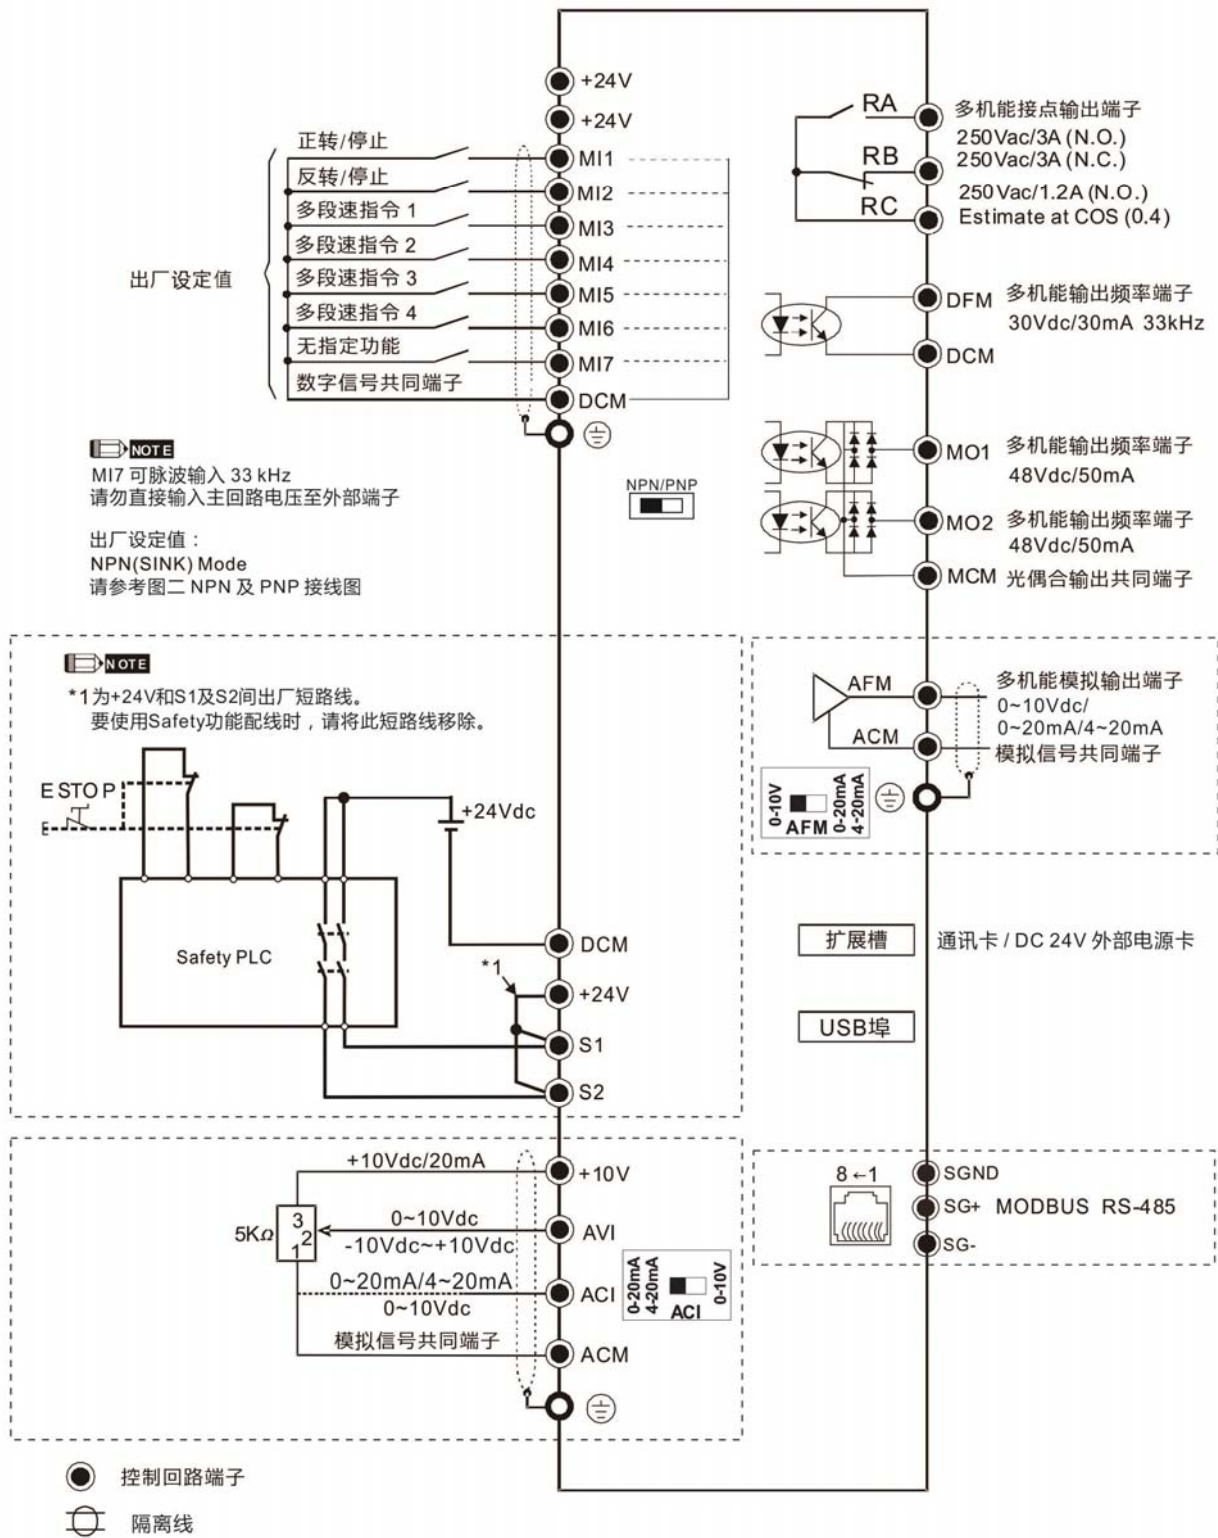 +24V
+24V
出厂设定值
正转/停止
MI1
反转/停止
MI2
多段速指令 1
MI3
多段速指令 2
MI4
多段速指令 3
MI5
多段速指令 4
MI6
无指定功能
MI7
数字信号共同端子
DCM
NOTE
MI7 可脉波输入 33 kHz
请勿直接输入主回路电压至外部端子
出厂设定值：
NPN(SINK) Mode
请参考图二 NPN 及 PNP 接线图
NPN/PNP
RA
多机能接点输出端子
250Vac/3A (N.O.)
RB
250Vac/3A (N.C.)
RC
250Vac/1.2A (N.O.)
Estimate at COS (0.4)
DFM 多机能输出频率端子
30Vdc/30mA 33kHz
DCM
MO1 多机能输出频率端子
48Vdc/50mA
MO2 多机能输出频率端子
48Vdc/50mA
MCM 光偶合输出共同端子
NOTE
*1为+24V和S1及S2间出厂短路线。
要使用Safety功能配线时，请将此短路线移除。
E STOP
+24Vdc
Safety PLC
DCM
*1
+24V
S1
S2
AFM
多机能模拟输出端子
0~10Vdc/
0~20mA/4~20mA
ACM
模拟信号共同端子
0-10V
AFM
0-20mA
4-20mA
扩展槽
通讯卡 / DC 24V 外部电源卡
USB埠
+10Vdc/20mA
+10V
5KΩ
3
2
1
0~10Vdc
-10Vdc~+10Vdc
AVI
0~20mA/4~20mA
0~10Vdc
ACI
0-20mA
4-20mA
ACI
0-10V
模拟信号共同端子
ACM
8←1
SGND
SG+ MODBUS RS-485
SG-
控制回路端子
隔离线